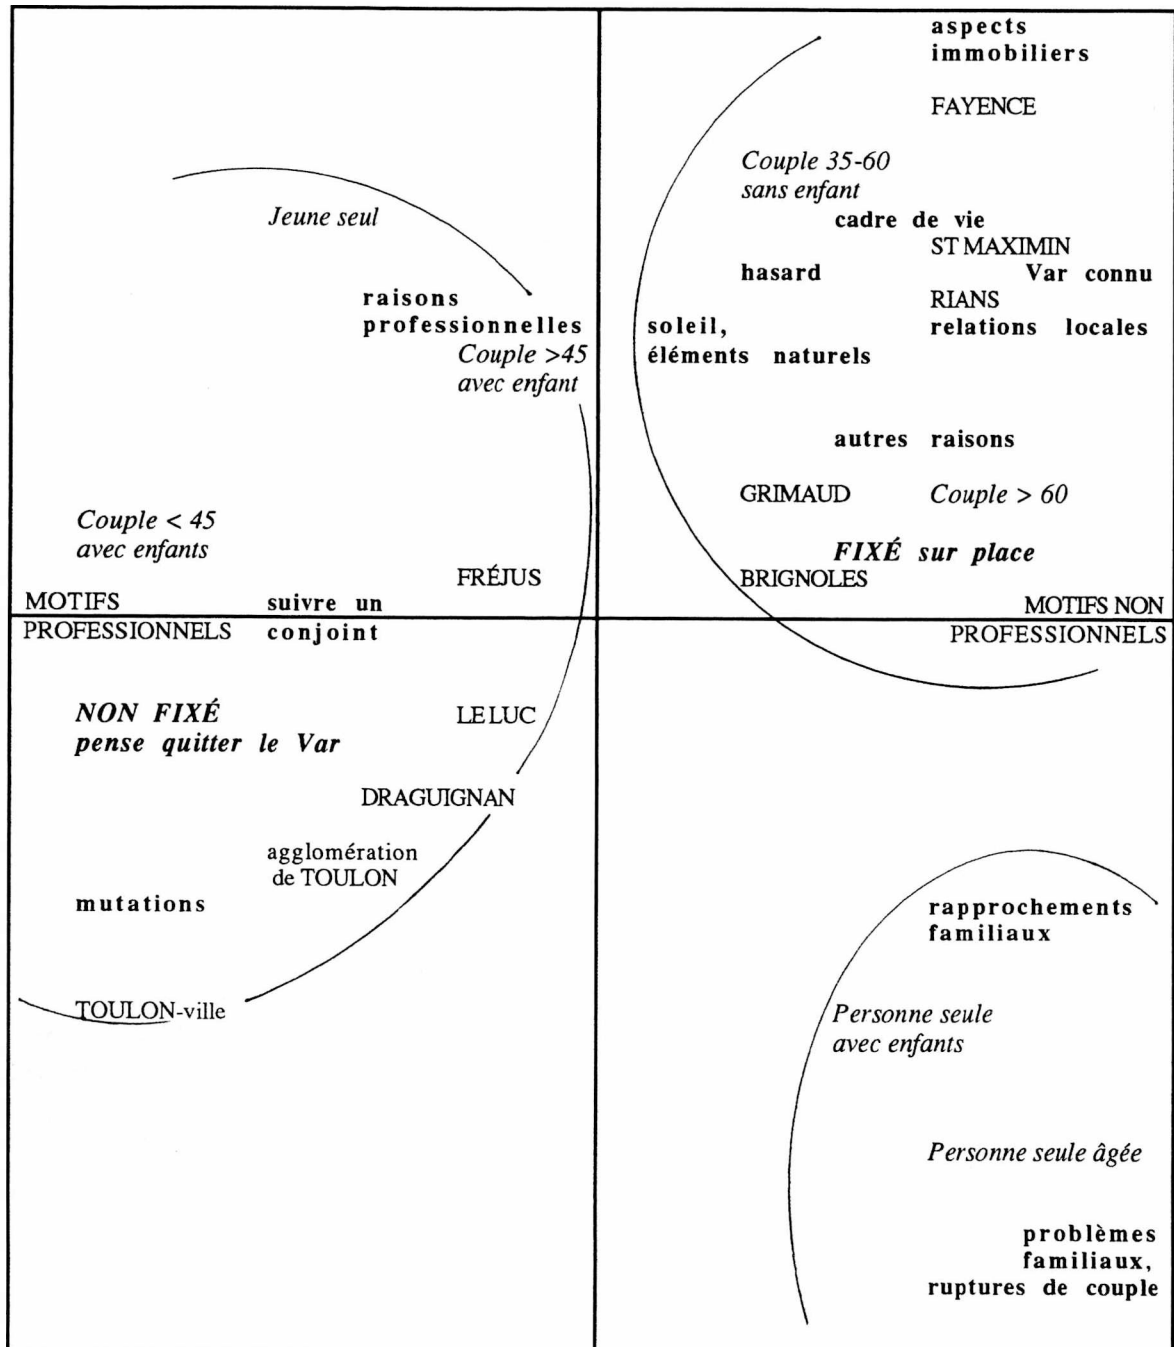 aspects
immobiliers
FAYENCE
Couple 35-60
sans enfant
cadre de vie
ST MAXIMIN
hasard
Var connu
RIANS
soleil,
éléments naturels
relations locales
autres raisons
GRIMAUD
Couple > 60
FIXÉ sur place
BRIGNOLES
MOTIFS NON
PROFESSIONNELS
Jeune seul
raisons
professionnelles
Couple >45
avec enfant
Couple < 45
avec enfants
FRÉJUS
MOTIFS
PROFESSIONNELS
suivre un
conjoint
NON FIXÉ
pense quitter le Var
LE LUC
DRAGUIGNAN
agglomération
de TOULON
mutations
TOULON-ville
rapprochements
familiaux
Personne seule
avec enfants
Personne seule âgée
problèmes
familiaux,
ruptures de couple